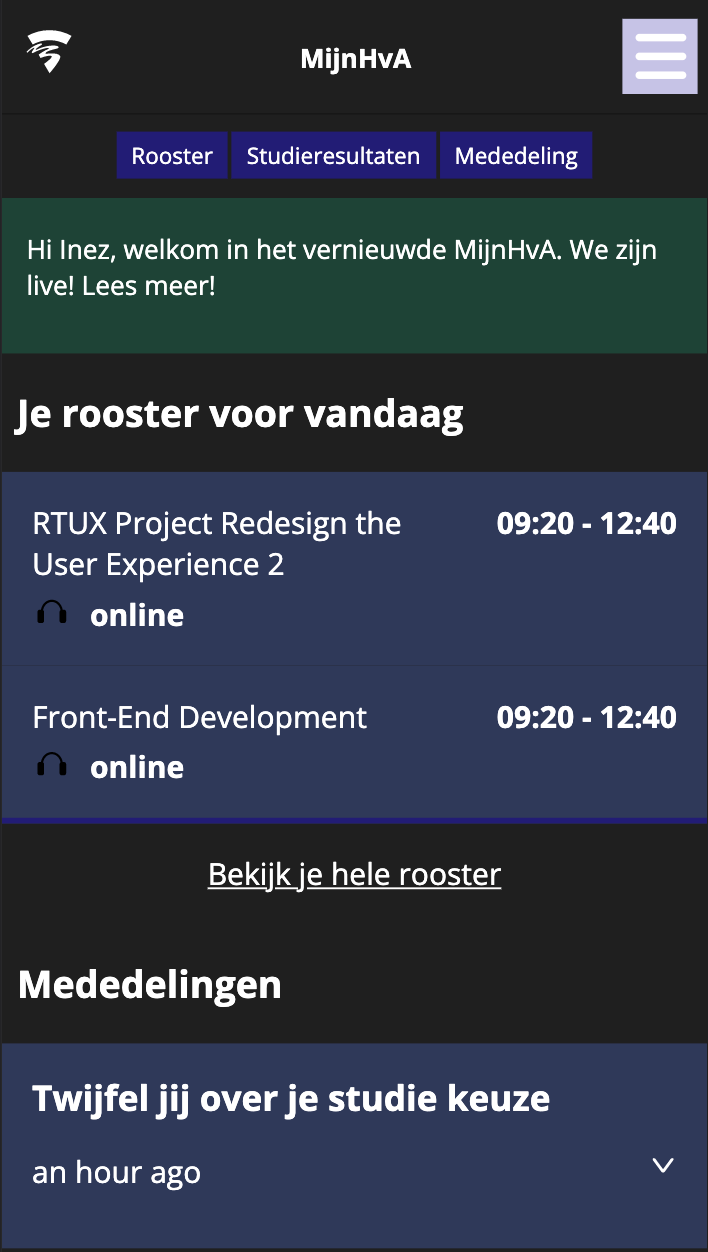 MijnHvA
Rooster Studieresultaten Mededeling
Hi Inez, welkom in het vernieuwde MijnHvA. We zijn
live! Lees meer!
Je rooster voor vandaag
RTUX Project Redesign the 09:20 - 12:40
User Experience 2
online
Front-End Development 09:20 - 12:40
online
Bekijk je hele rooster
Mededelingen
Twijfel jij over je studie keuze
an hour ago